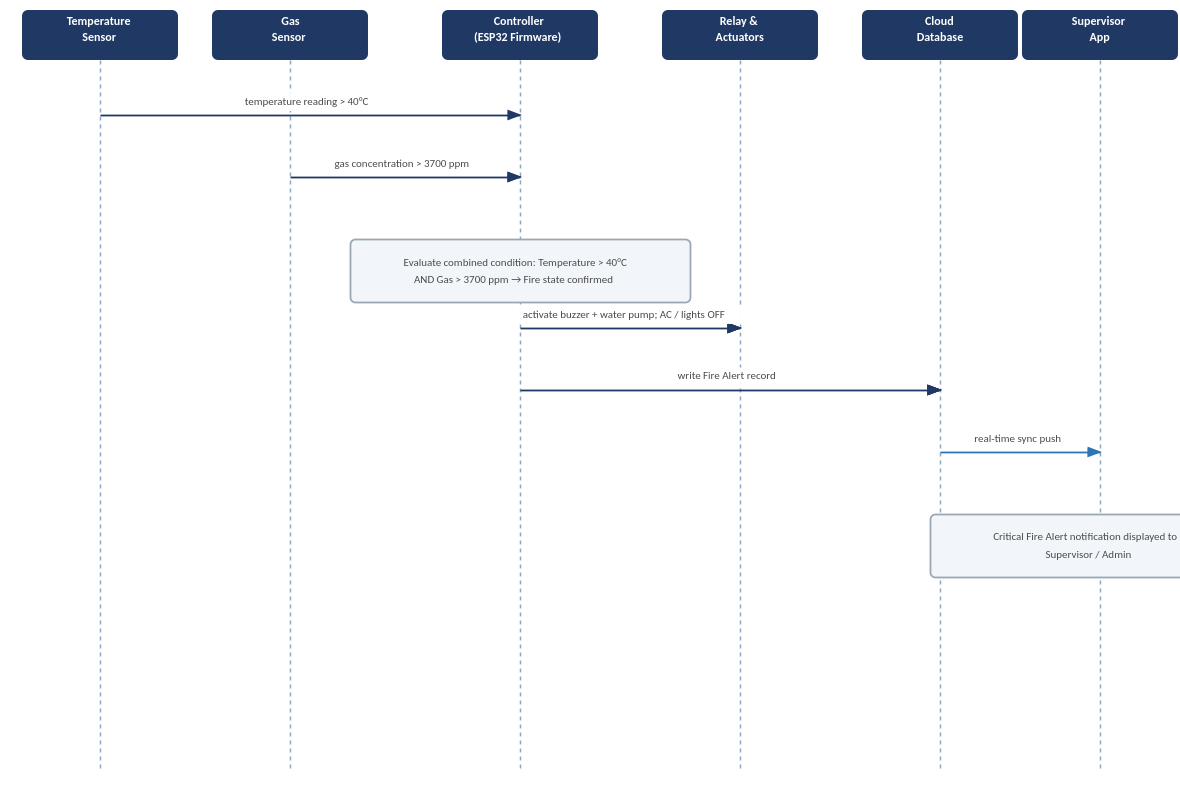 Temperature
Sensor
Gas
Sensor
Controller
(ESP32 Firmware)
Relay &
Actuators
Cloud
Database
Supervisor
App
temperature reading > 40°C
gas concentration > 3700 ppm
Evaluate combined condition: Temperature > 40°C
AND Gas > 3700 ppm → Fire state confirmed
activate buzzer + water pump; AC / lights OFF
write Fire Alert record
real-time sync push
Critical Fire Alert notification displayed to
Supervisor / Admin